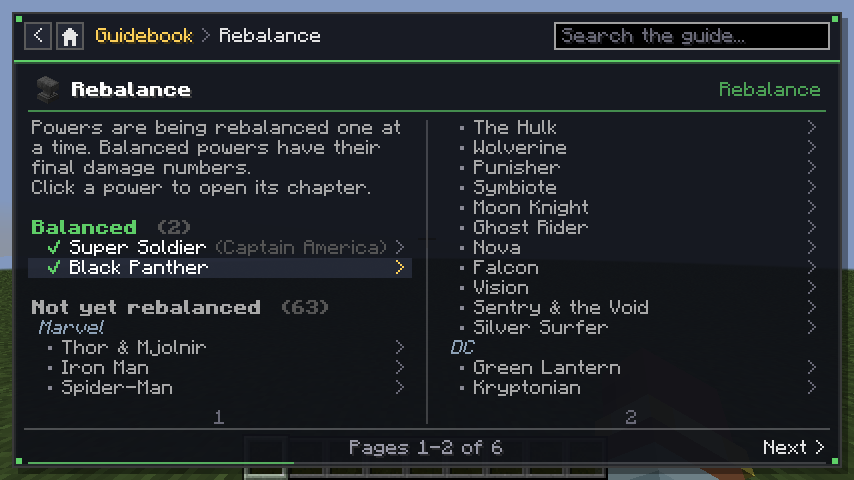 < Guidebook > Rebalance
Search the guide...
Rebalance
Rebalance
Powers are being rebalanced one at
a time. Balanced powers have their
final damage numbers.
Click a power to open its chapter.
Balanced (2)
✓ Super Soldier (Captain America) >
✓ Black Panther >
Not yet rebalanced (63)
Marvel
▪ Thor & Mjolnir >
▪ Iron Man >
▪ Spider-Man >
1
▪ The Hulk >
▪ Wolverine >
▪ Punisher >
▪ Symbiote >
▪ Moon Knight >
▪ Ghost Rider >
▪ Nova >
▪ Falcon >
▪ Vision >
▪ Sentry & the Void >
▪ Silver Surfer >
DC
▪ Green Lantern >
▪ Kryptonian >
2
Pages 1-2 of 6
Next >